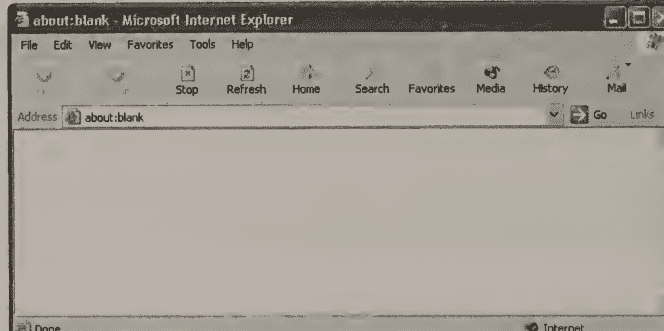 about:blank - Microsoft Internet Explorer
File Edit View Favorites Tools Help
Stop Refresh Home Search Favorites Media History Mail
Address about:blank Go Links
Done Internet